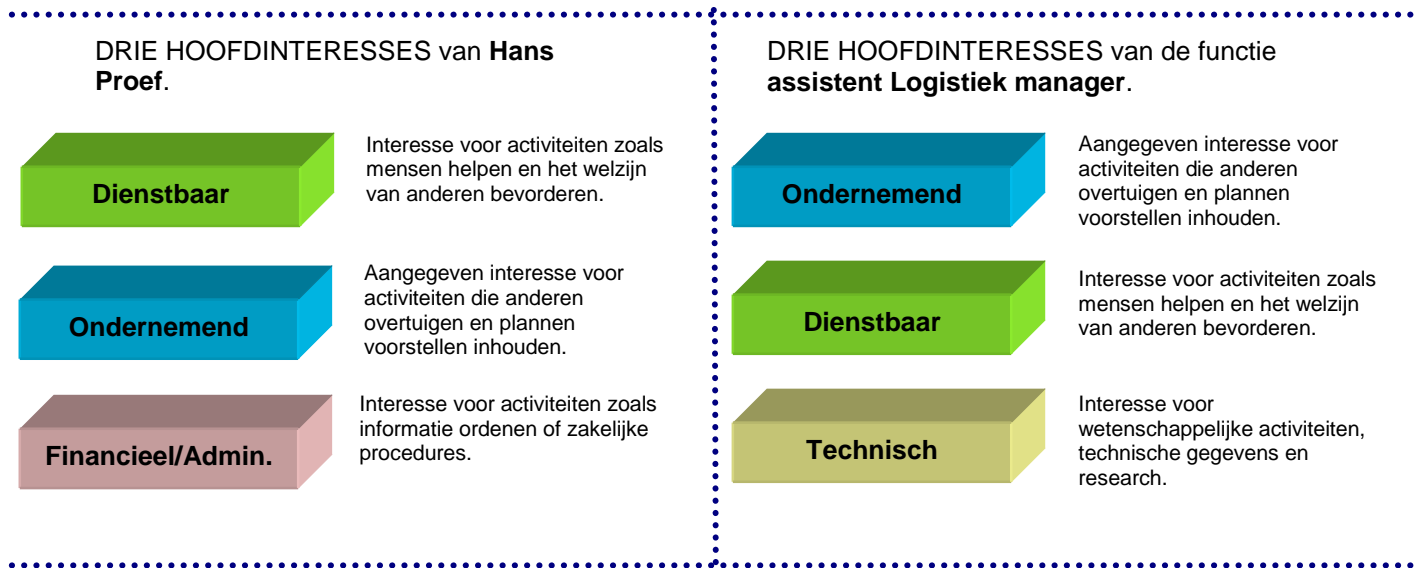 DRIE HOOFDINTERESSES van Hans
Proef.
Dienstbaar
Interesse voor activiteiten zoals
mensen helpen en het welzijn
van anderen bevorderen.
Ondernemend
Aangegeven interesse voor
activiteiten die anderen
overtuigen en plannen
voorstellen inhouden.
Financieel/Admin.
Interesse voor activiteiten zoals
informatie ordenen of zakelijke
procedures.
DRIE HOOFDINTERESSES van de functie
assistent Logistiek manager.
Ondernemend
Aangegeven interesse voor
activiteiten die anderen
overtuigen en plannen
voorstellen inhouden.
Dienstbaar
Interesse voor activiteiten zoals
mensen helpen en het welzijn
van anderen bevorderen.
Technisch
Interesse voor
wetenschappelijke activiteiten,
technische gegevens en
research.